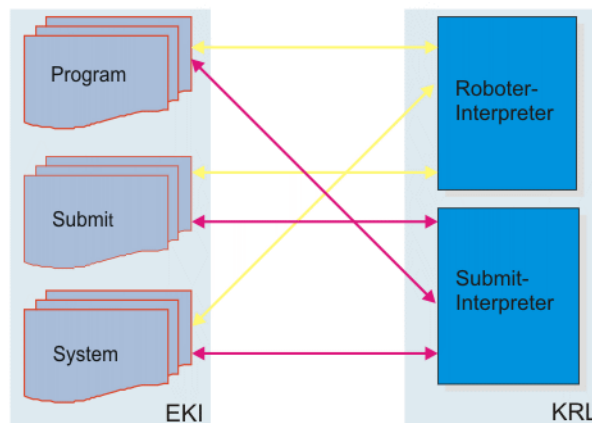 Program
Submit
System
EKI
Roboter-
Interpreter
Submit-
Interpreter
KRL